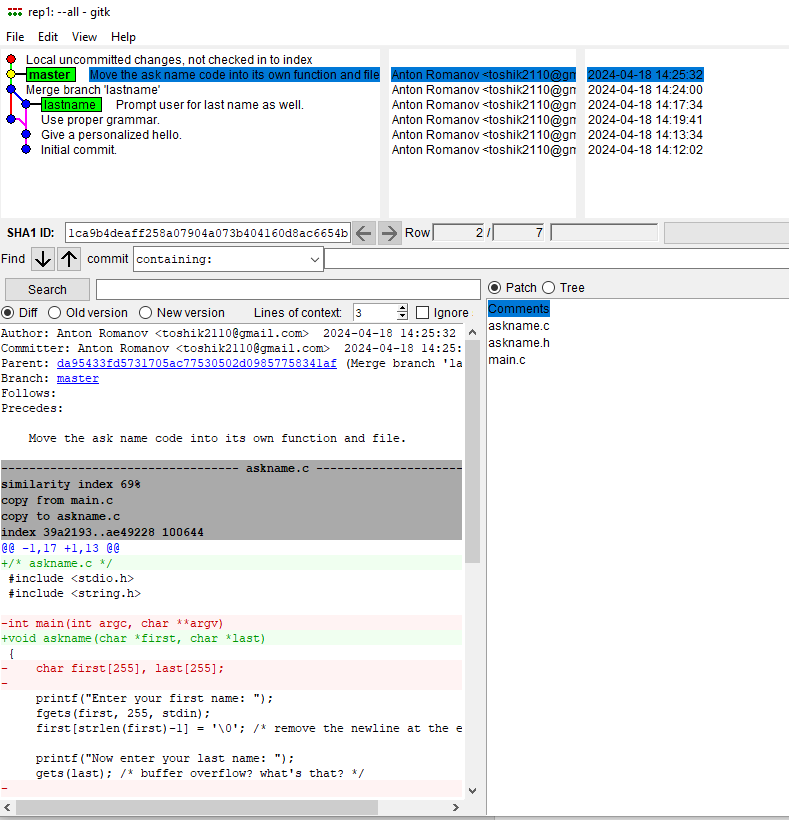 rep1: --all - gitk
File Edit View Help
Local uncommitted changes, not checked in to index
master Move the ask name code into its own function and file Anton Romanov <toshik2110@gm 2024-04-18 14:25:32
Merge branch 'lastname' Anton Romanov <toshik2110@gm 2024-04-18 14:24:00
lastname Prompt user for last name as well. Anton Romanov <toshik2110@gm 2024-04-18 14:17:34
Use proper grammar. Anton Romanov <toshik2110@gm 2024-04-18 14:19:41
Give a personalized hello. Anton Romanov <toshik2110@gm 2024-04-18 14:13:34
Initial commit. Anton Romanov <toshik2110@gm 2024-04-18 14:12:02
SHA1 ID: 1ca9b4deaff258a07904a073b404160d8ac6654b Row 2 / 7
Find commit containing:
Search
Patch Tree
Diff Old version New version Lines of context: 3 Ignore
Comments
askname.c
askname.h
main.c
Author: Anton Romanov <toshik2110@gmail.com> 2024-04-18 14:25:32
Committer: Anton Romanov <toshik2110@gmail.com> 2024-04-18 14:25:
Parent: da95433fd5731705ac77530502d09857758341af (Merge branch 'la
Branch: master
Follows:
Precedes:
Move the ask name code into its own function and file.
---------------------------------- askname.c ---------------------
similarity index 69%
copy from main.c
copy to askname.c
index 39a2193..ae49228 100644
@@ -1,17 +1,13 @@
+/* askname.c */
#include <stdio.h>
#include <string.h>
-int main(int argc, char **argv)
+void askname(char *first, char *last)
{
- char first[255], last[255];
-
printf("Enter your first name: ");
fgets(first, 255, stdin);
first[strlen(first)-1] = '\0'; /* remove the newline at the e
printf("Now enter your last name: ");
gets(last); /* buffer overflow? what's that? */
-